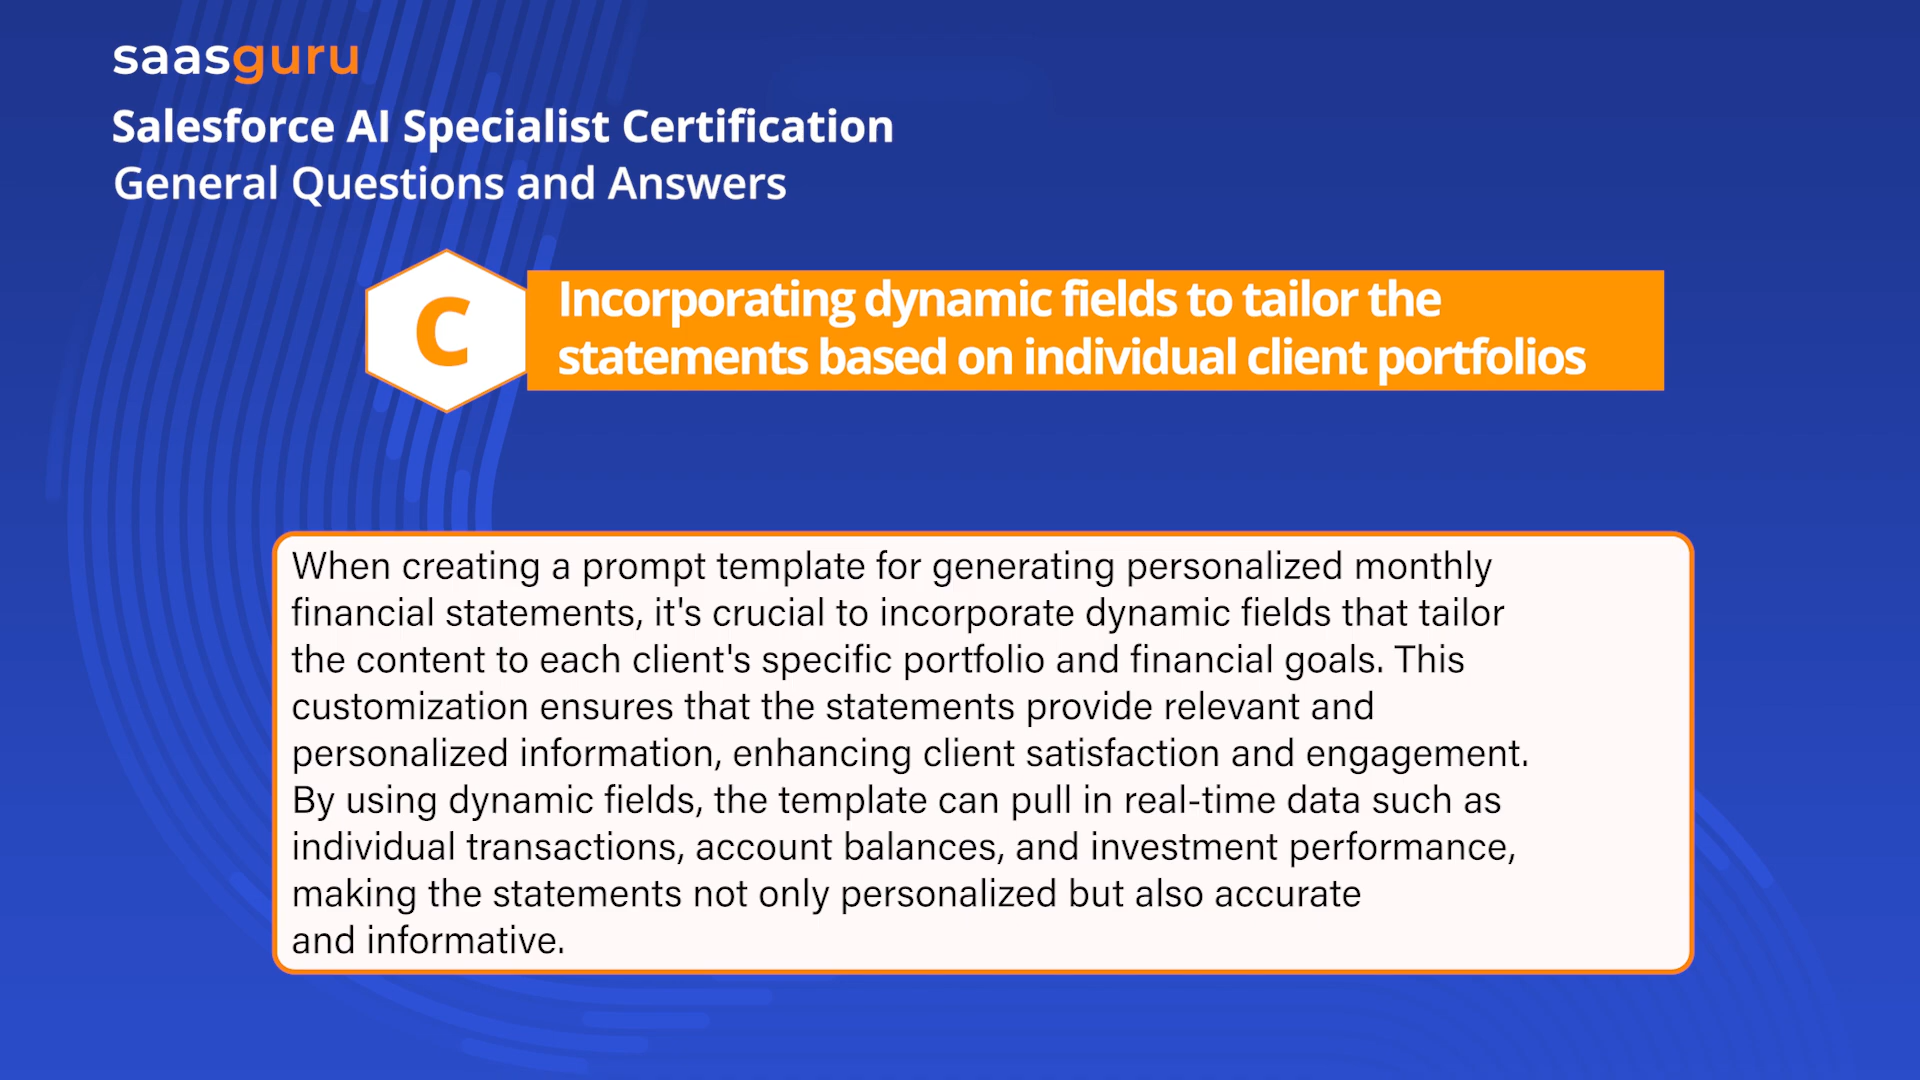 saasguru
Salesforce AI Specialist Certification
General Questions and Answers
C
Incorporating dynamic fields to tailor the
statements based on individual client portfolios
When creating a prompt template for generating personalized monthly
financial statements, it's crucial to incorporate dynamic fields that tailor
the content to each client's specific portfolio and financial goals. This
customization ensures that the statements provide relevant and
personalized information, enhancing client satisfaction and engagement.
By using dynamic fields, the template can pull in real-time data such as
individual transactions, account balances, and investment performance,
making the statements not only personalized but also accurate
and informative.